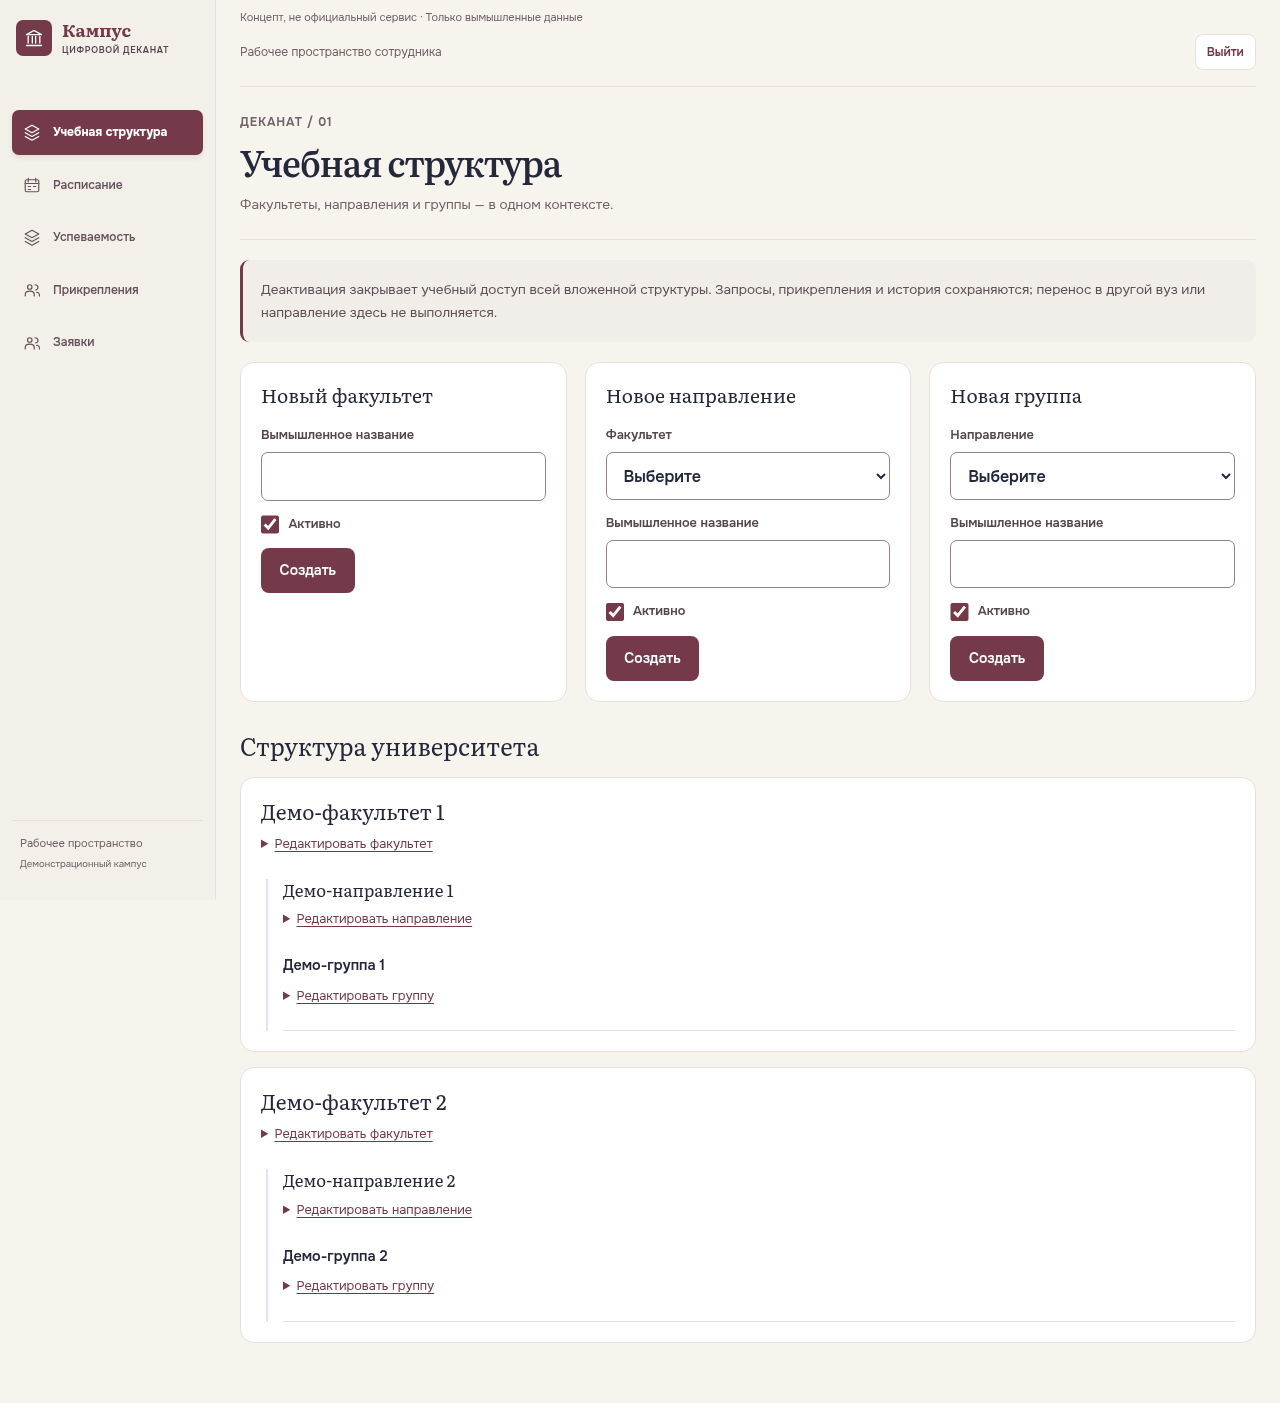 Кампус
ЦИФРОВОЙ ДЕКАНАТ
Учебная структура
Расписание
Успеваемость
Прикрепления
Заявки
Рабочее пространство
Демонстрационный кампус
Концепт, не официальный сервис · Только вымышленные данные
Рабочее пространство сотрудника
Выйти
ДЕКАНАТ / 01
Учебная структура
Факультеты, направления и группы — в одном контексте.
Деактивация закрывает учебный доступ всей вложенной структуры. Запросы, прикрепления и история сохраняются; перенос в другой вуз или
направление здесь не выполняется.
Новый факультет
Вымышленное название
Активно
Создать
Новое направление
Факультет
Выберите
Вымышленное название
Активно
Создать
Новая группа
Направление
Выберите
Вымышленное название
Активно
Создать
Структура университета
Демо-факультет 1
Редактировать факультет
Демо-направление 1
Редактировать направление
Демо-группа 1
Редактировать группу
Демо-факультет 2
Редактировать факультет
Демо-направление 2
Редактировать направление
Демо-группа 2
Редактировать группу